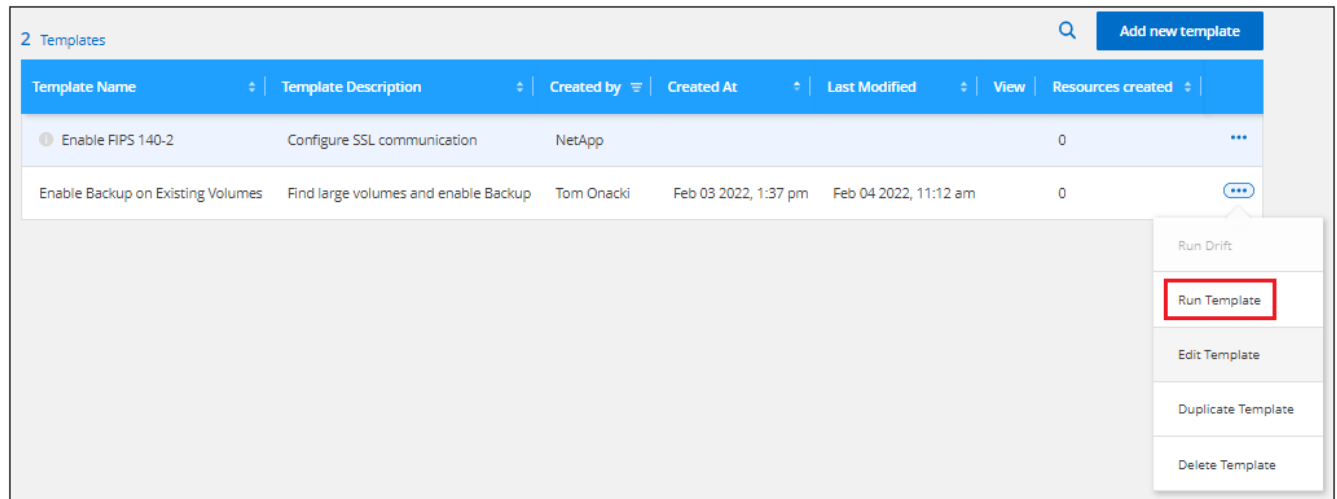 2 Templates
Add new template
Template Name Template Description Created by Created At Last Modified View Resources created
Enable FIPS 140-2 Configure SSL communication NetApp 0
Enable Backup on Existing Volumes Find large volumes and enable Backup Tom Onacki Feb 03 2022, 1:37 pm Feb 04 2022, 11:12 am 0
Run Drift
Run Template
Edit Template
Duplicate Template
Delete Template